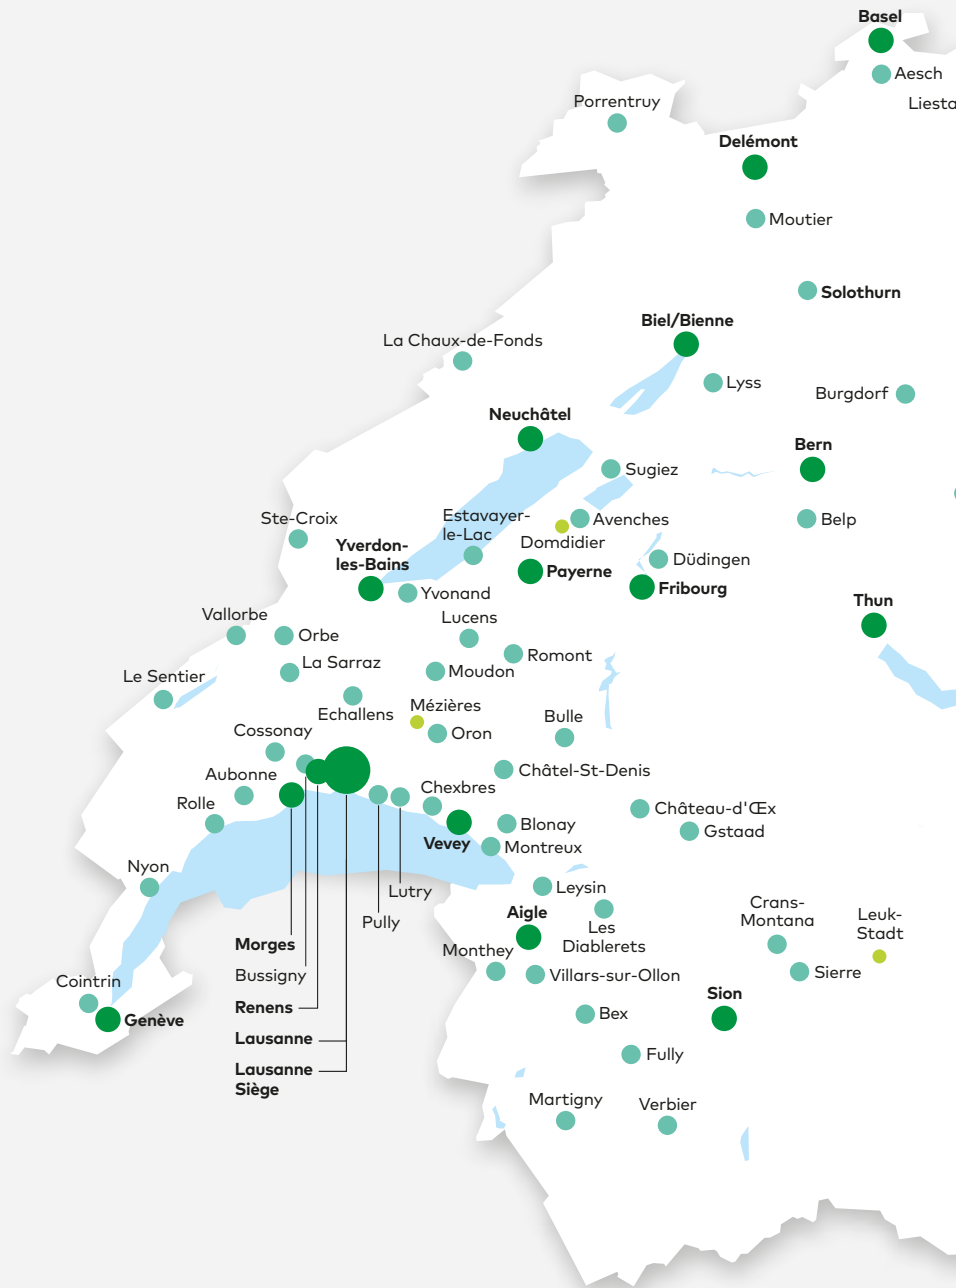 Basel
Aesch
Liesta
Porrentruy
Delémont
Moutier
Solothurn
Biel/Bienne
La Chaux-de-Fonds
Lyss
Burgdorf
Neuchâtel
Bern
Sugiez
Ste-Croix
Estavayer-
le-Lac
Avenches
Belp
Domdidier
Yverdon-
les-Bains
Payerne
Düdingen
Fribourg
Yvonand
Thun
Vallorbe
Orbe
Lucens
Romont
La Sarraz
Moudon
Le Sentier
Echallens
Mézières
Oron
Bulle
Cossonay
Châtel-St-Denis
Aubonne
Chexbres
Rolle
Château-d'Œx
Blonay
Gstaad
Vevey
Montreux
Nyon
Lutry
Leysin
Pully
Aigle
Les
Diablerets
Crans-
Montana
Leuk-
Stadt
Morges
Monthey
Bussigny
Villars-sur-Ollon
Sierre
Cointrin
Genève
Renens
Sion
Bex
Lausanne
Fully
Lausanne
Siège
Martigny
Verbier